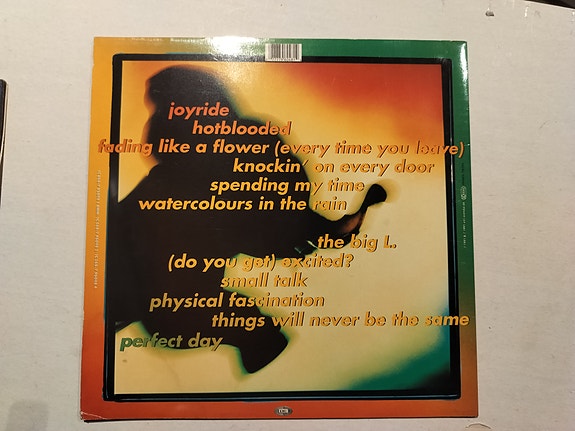 joyride
hotblooded
fading like a flower (every time you leave)
knockin' on every door
spending my time
watercolours in the rain
the big L.
(do you get) excited?
small talk
physical fascination
things will never be the same
perfect day
EMI